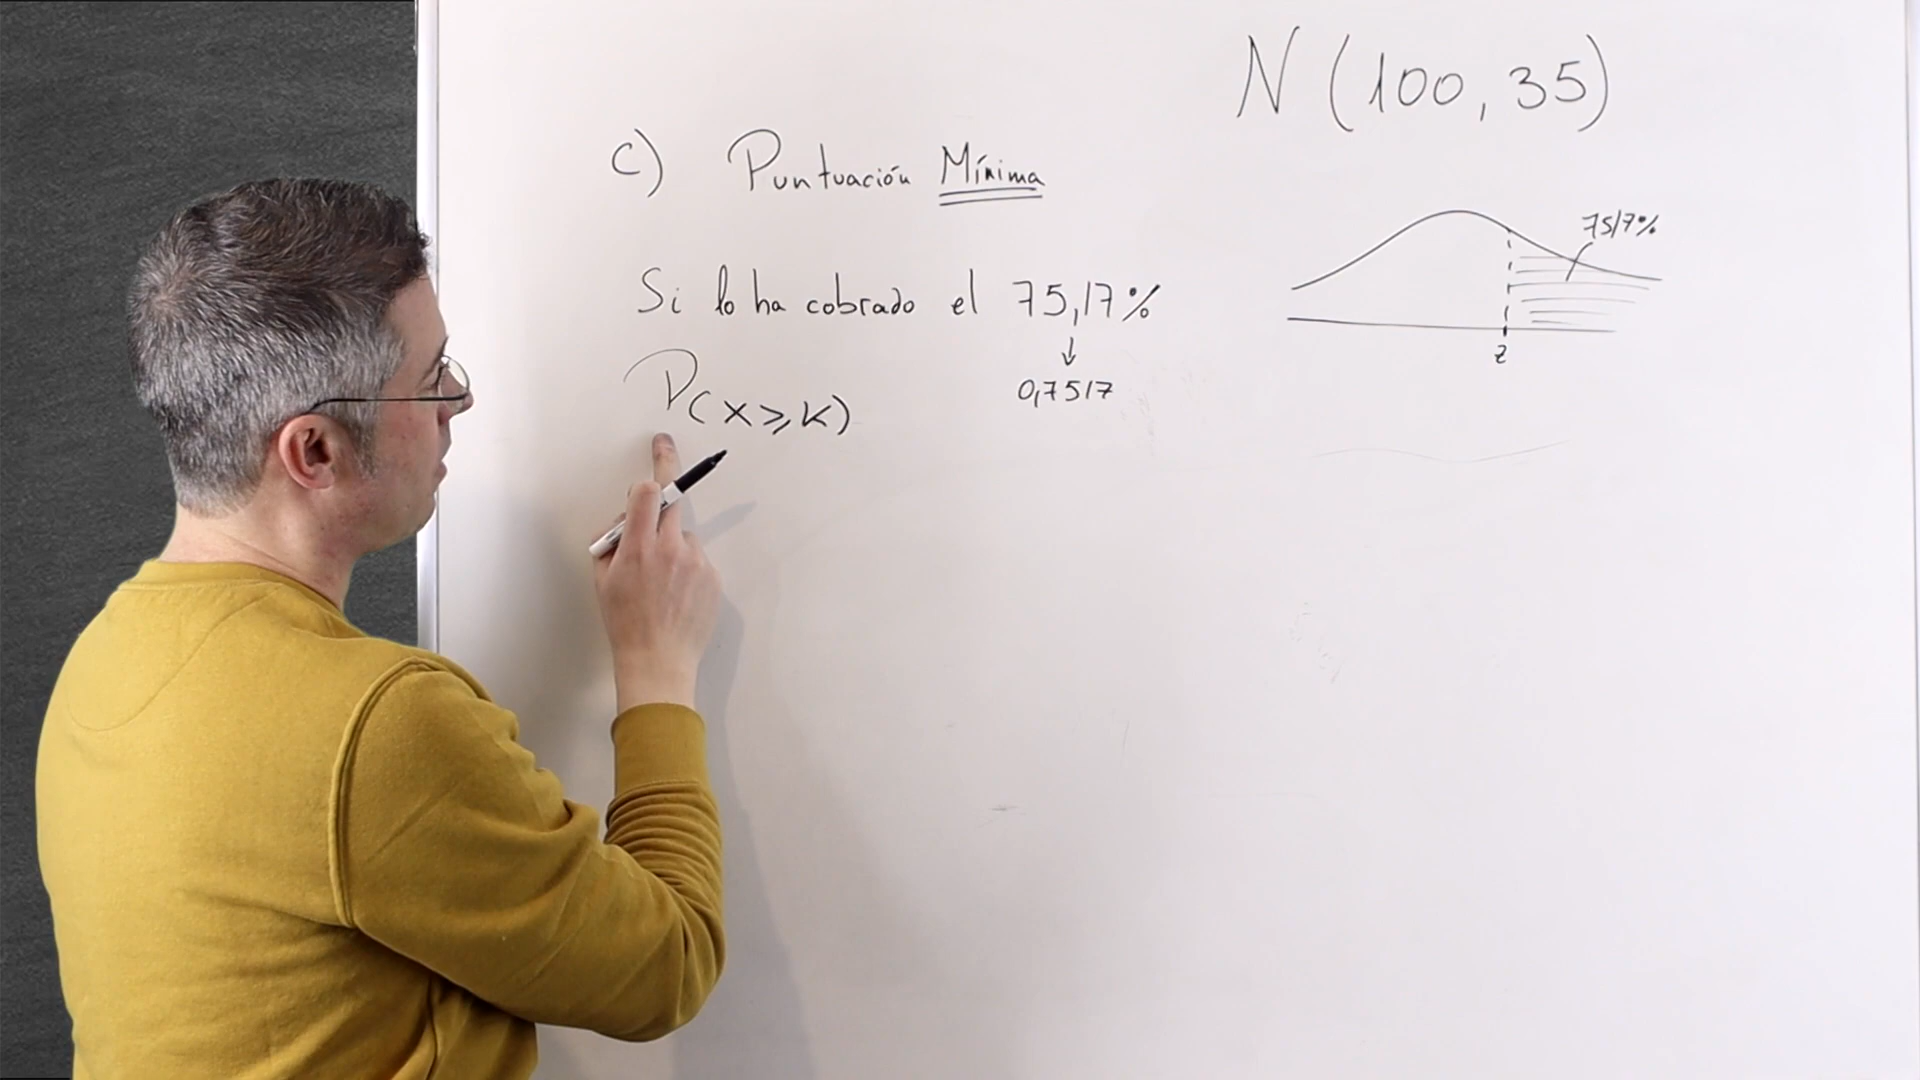 N (100, 35)
c) Puntuación Mínima
75,17%
Si lo ha cobrado el 75,17%
↓
z
P(x ≥ k)
0,7517